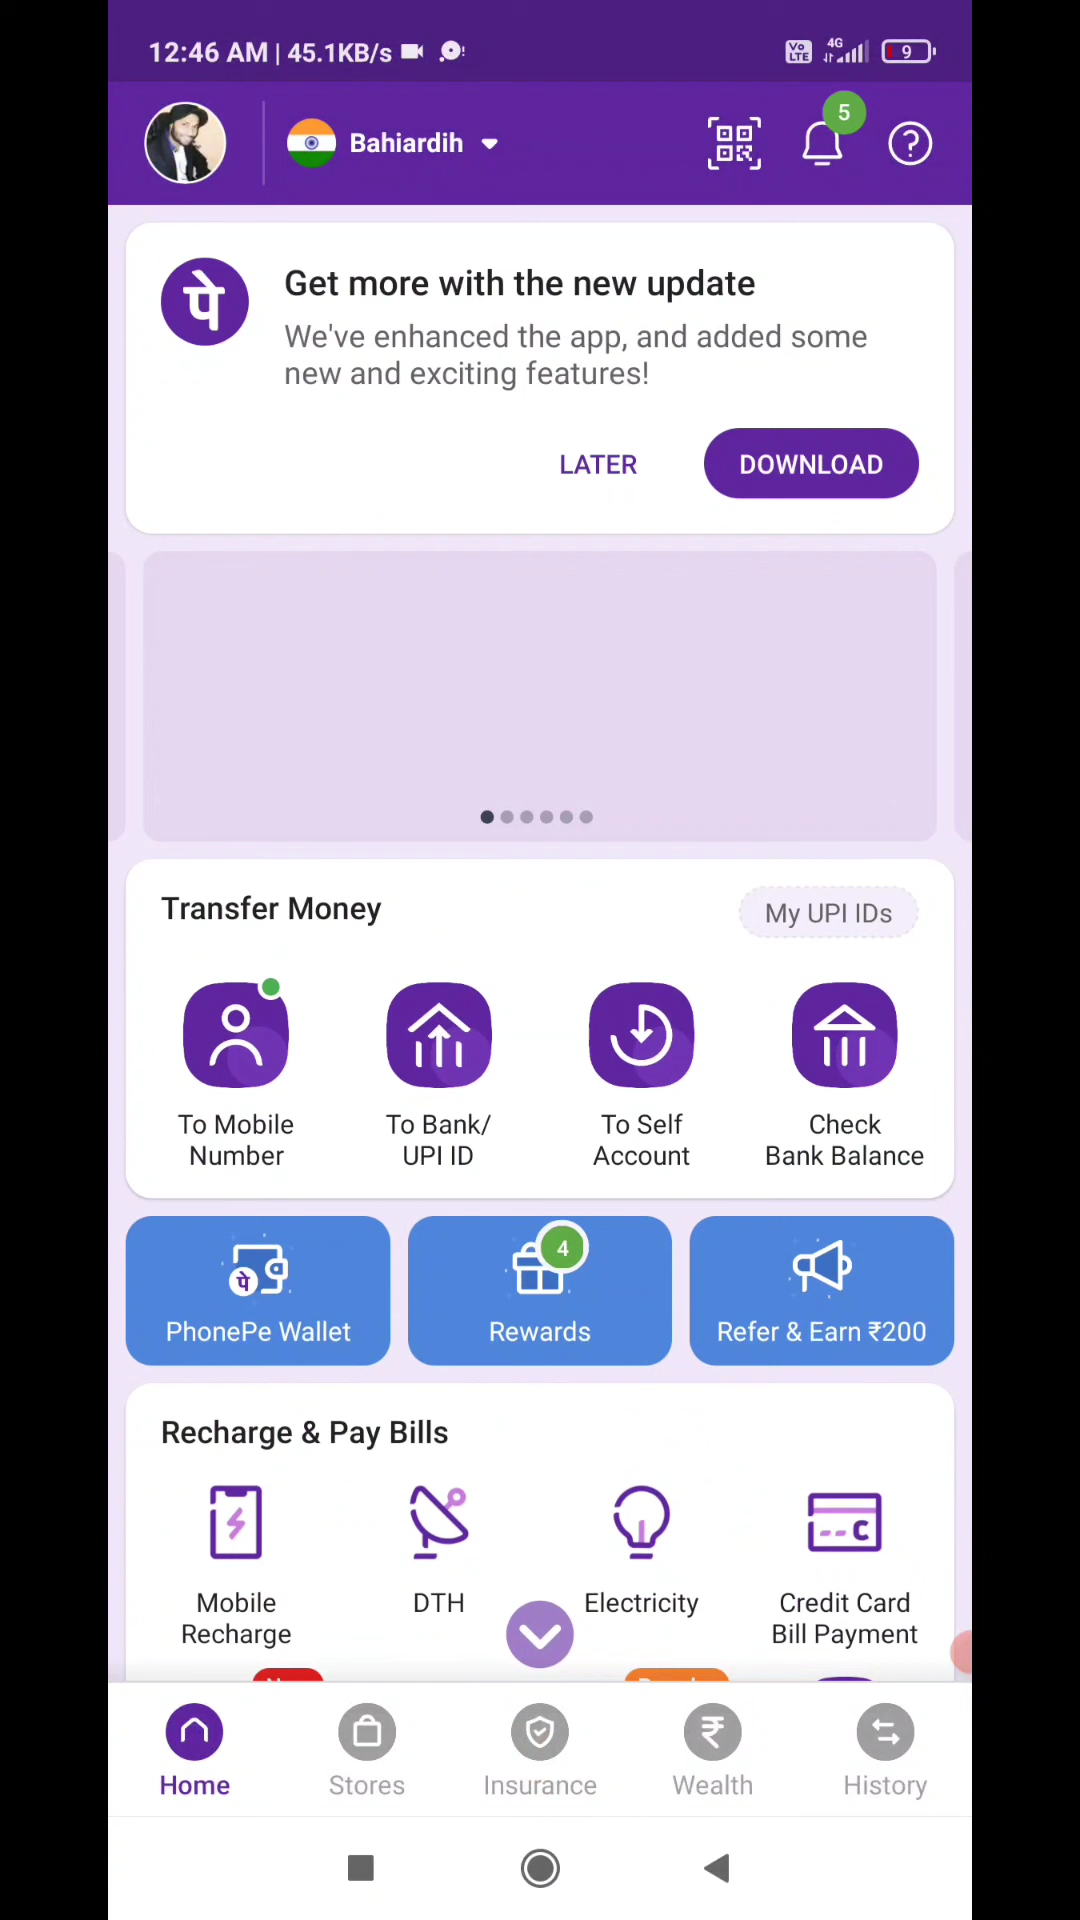 12:46 AM | 45.1KB/s
Vo LTE 4G 9
Bahiardih
5
पे
Get more with the new update
We've enhanced the app, and added some
new and exciting features!
LATER DOWNLOAD
Transfer Money
My UPI IDs
To Mobile
Number
To Bank/
UPI ID
To Self
Account
Check
Bank Balance
पे
PhonePe Wallet
4
Rewards
Refer & Earn ₹200
Recharge & Pay Bills
Mobile
Recharge
DTH
Electricity
C
Credit Card
Bill Payment
Home
Stores
Insurance
₹
Wealth
History